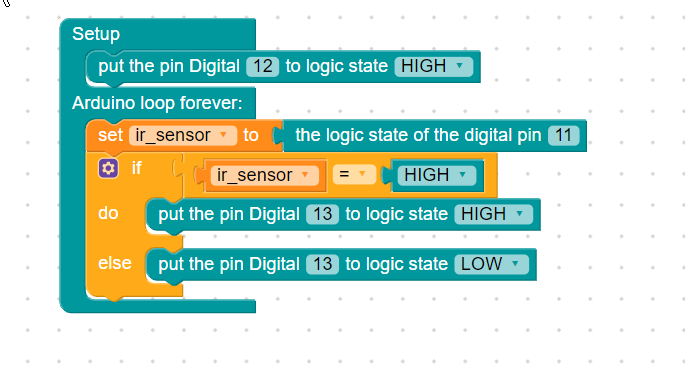 Setup
put the pin Digital 12 to logic state HIGH
Arduino loop forever:
set ir_sensor to the logic state of the digital pin 11
if ir_sensor = HIGH
do put the pin Digital 13 to logic state HIGH
else put the pin Digital 13 to logic state LOW